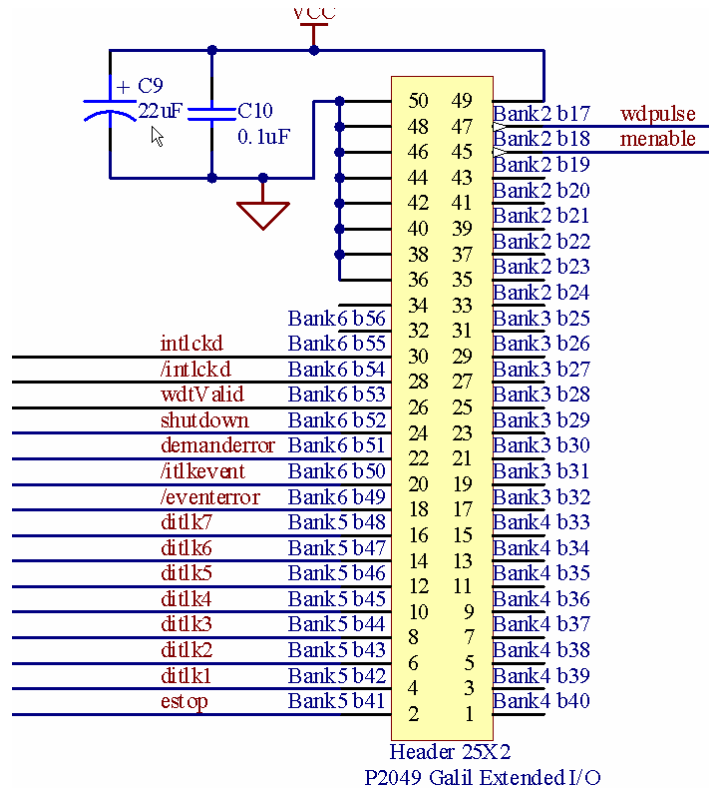 VCC
C9
+
22uF
C10
0.1uF
50 49
Bank2 b17 wdpulse
48 47
Bank2 b18 menable
46 45
Bank2 b19
44 43
Bank2 b20
42 41
Bank2 b21
40 39
Bank2 b22
38 37
Bank2 b23
36 35
Bank2 b24
34 33
Bank6 b56 Bank3 b25
32 31
intlckd Bank6 b55 Bank3 b26
30 29
/intlckd Bank6 b54 Bank3 b27
28 27
wdtValid Bank6 b53 Bank3 b28
26 25
shutdown Bank6 b52 Bank3 b29
24 23
demanderror Bank6 b51 Bank3 b30
22 21
/itlkevent Bank6 b50 Bank3 b31
20 19
/eventerror Bank6 b49 Bank3 b32
18 17
ditlk7 Bank5 b48 Bank4 b33
16 15
ditlk6 Bank5 b47 Bank4 b34
14 13
ditlk5 Bank5 b46 Bank4 b35
12 11
ditlk4 Bank5 b45 Bank4 b36
10 9
ditlk3 Bank5 b44 Bank4 b37
8 7
ditlk2 Bank5 b43 Bank4 b38
6 5
ditlk1 Bank5 b42 Bank4 b39
4 3
estop Bank5 b41 Bank4 b40
2 1
Header 25X2
P2049 Galil Extended I/O